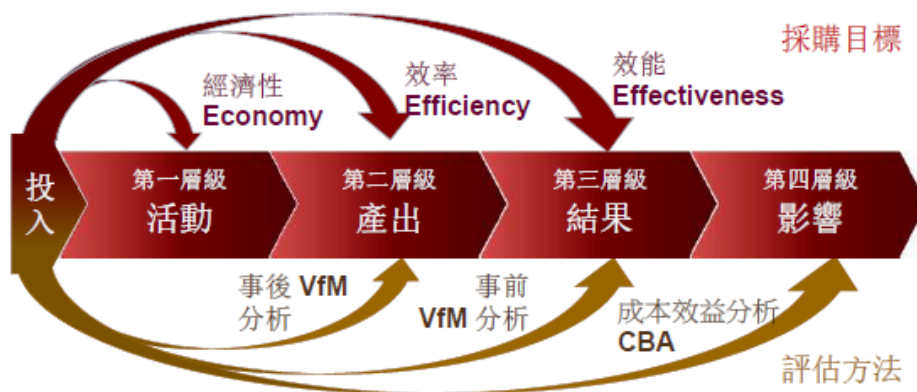 採購目標
經濟性
Economy
效率
Efficiency
效能
Effectiveness
投入
第一層級
活動
第二層級
產出
第三層級
結果
第四層級
影響
事後 VfM
分析
事前
VfM 分析
成本效益分析
CBA
評估方法